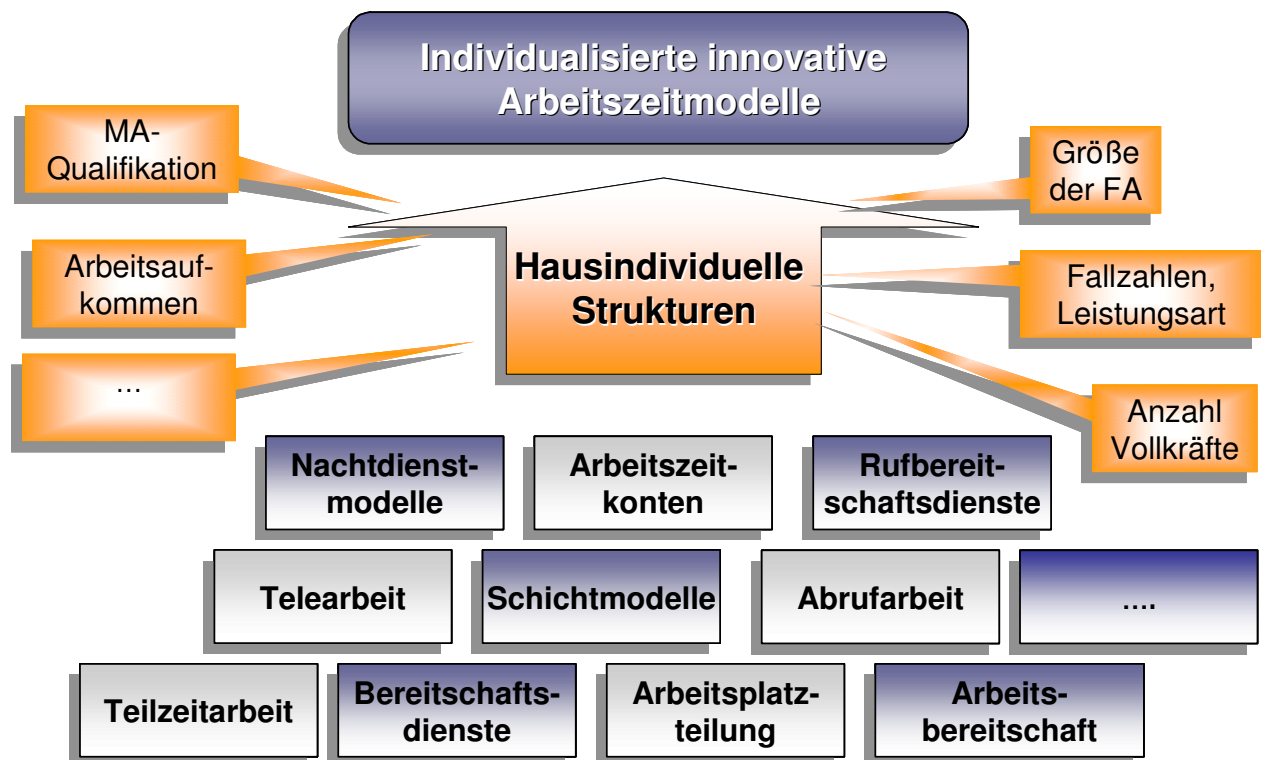 Individualisierte innovative
Arbeitszeitmodelle
MA-
Qualifikation
Größe
der FA
Arbeitsauf-
kommen
Hausindividuelle
Strukturen
Fallzahlen,
Leistungsart
...
Anzahl
Vollkräfte
Nachtdienst-
modelle
Arbeitszeit-
konten
Rufbereit-
schaftsdienste
Telearbeit
Schichtmodelle
Abrufarbeit
....
Teilzeitarbeit
Bereitschafts-
dienste
Arbeitsplatz-
teilung
Arbeits-
bereitschaft